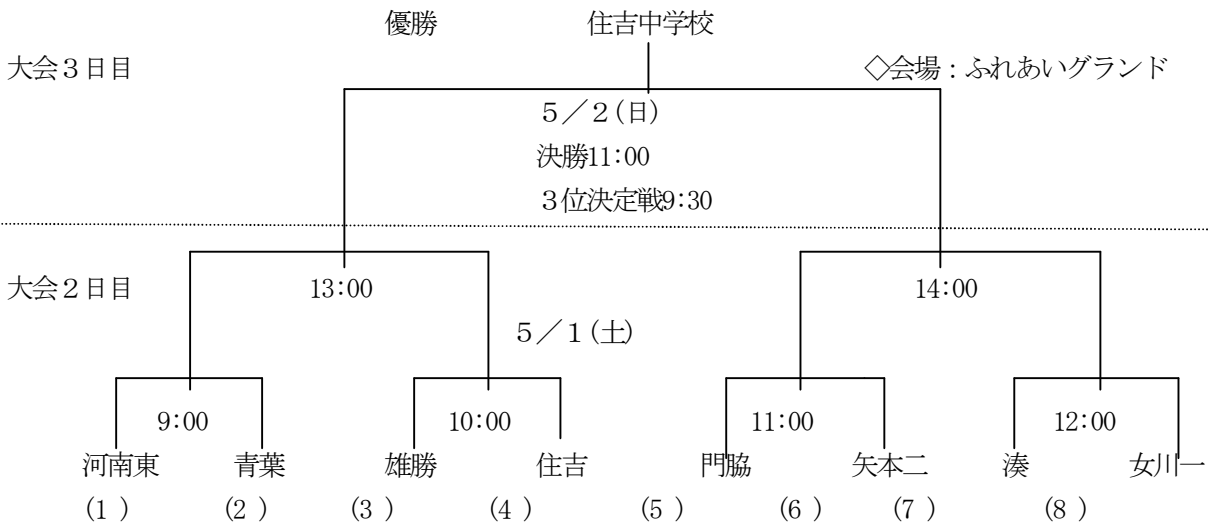 優勝 住吉中学校
大会３日目 ◇会場：ふれあいグランド
５／２(日)
決勝11:00
３位決定戦9:30
大会２日目 13:00 14:00
５／１(土)
9:00 10:00 11:00 12:00
河南東 青葉 雄勝 住吉 門脇 矢本二 湊 女川一
(1 ) (2 ) (3 ) (4 ) (5 ) (6 ) (7 ) (8 )